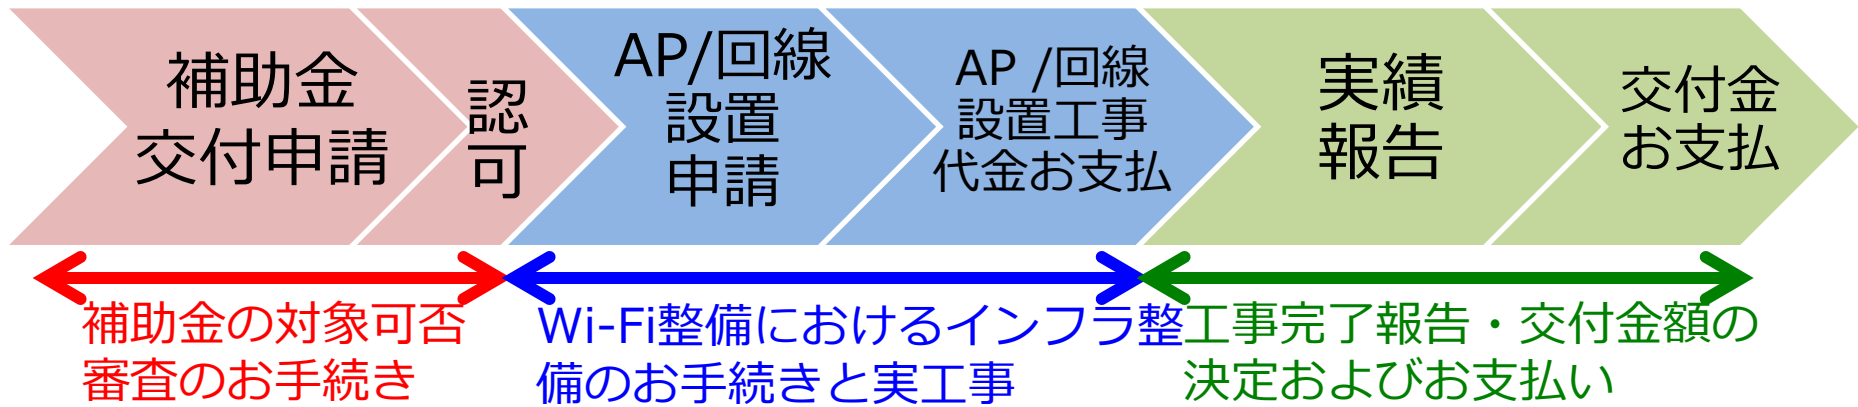 補助金
交付申請
認
可
AP/回線
設置
申請
AP /回線
設置工事
代金お支払
実績
報告
交付金
お支払
補助金の対象可否
審査のお手続き
Wi-Fi整備におけるインフラ整
備のお手続きと実工事
工事完了報告・交付金額の
決定およびお支払い